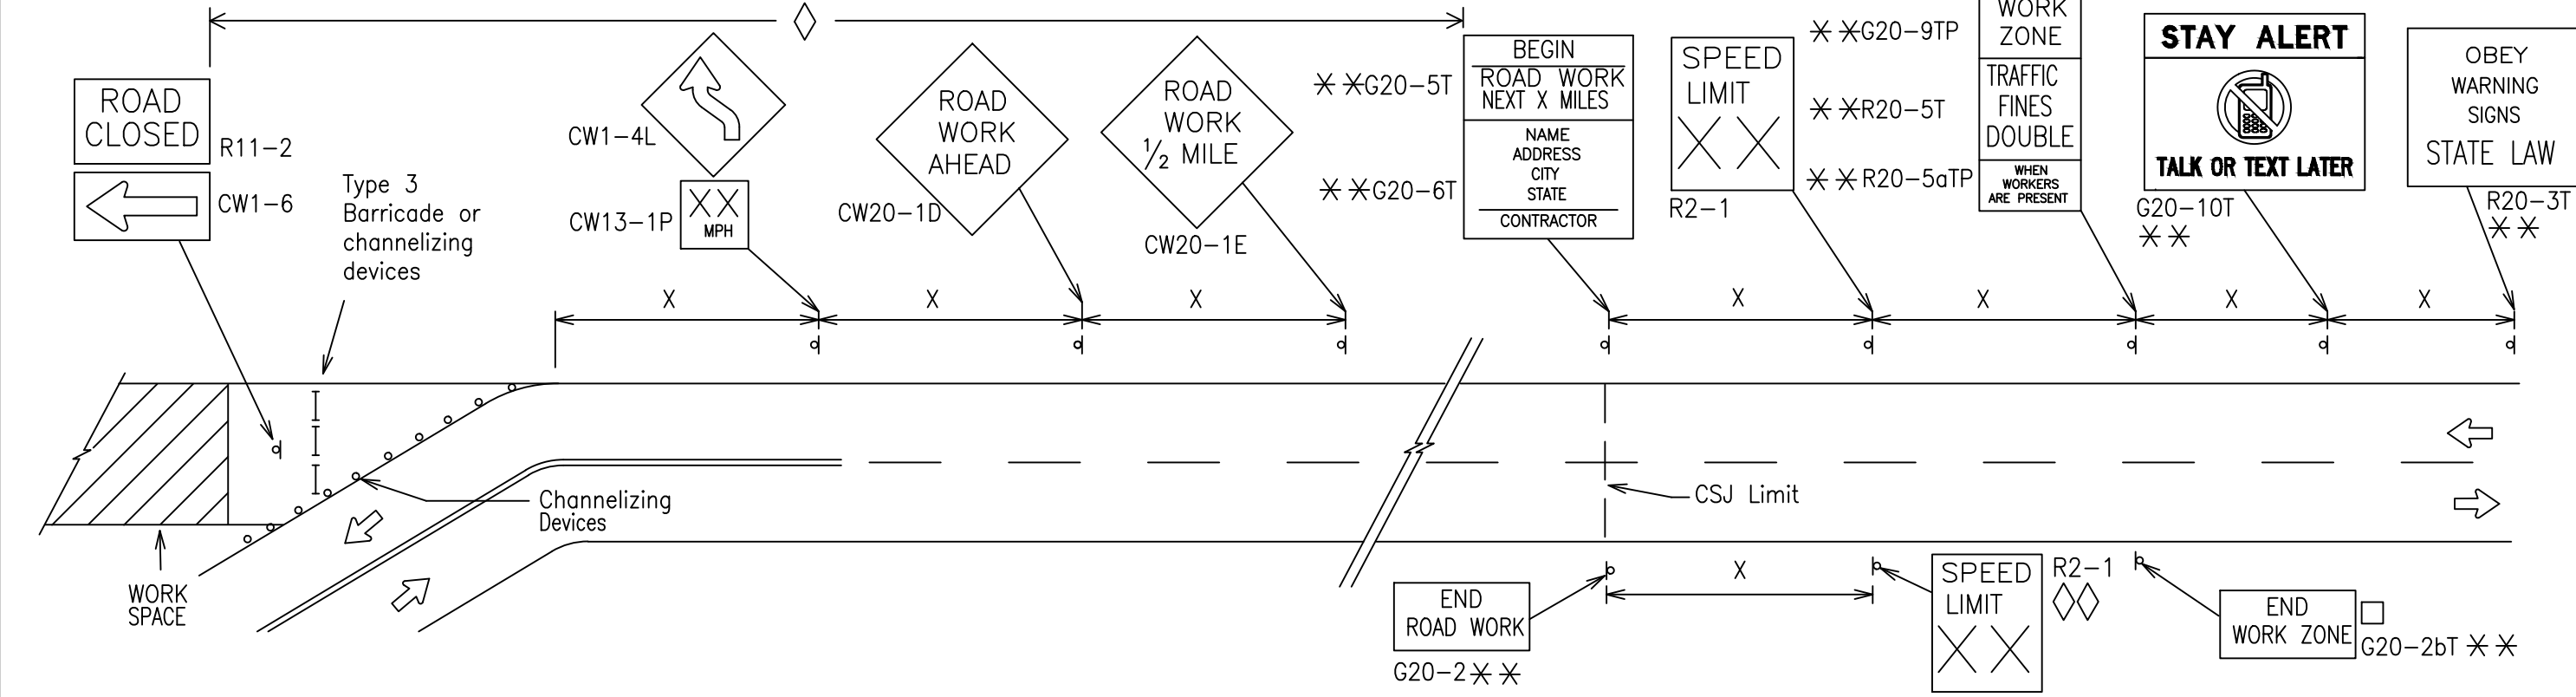 ROAD
CLOSED
R11-2
CW1-6
Type 3
Barricade or
channelizing
devices
CW1-4L
CW13-1P
XX
MPH
ROAD
WORK
AHEAD
CW20-1D
ROAD
WORK
1/2 MILE
CW20-1E
**G20-5T
**G20-6T
BEGIN
ROAD WORK
NEXT X MILES
NAME
ADDRESS
CITY
STATE
CONTRACTOR
SPEED
LIMIT
XX
R2-1
**G20-9TP
**R20-5T
**R20-5aTP
WORK
ZONE
TRAFFIC
FINES
DOUBLE
WHEN
WORKERS
ARE PRESENT
STAY ALERT
TALK OR TEXT LATER
G20-10T
**
OBEY
WARNING
SIGNS
STATE LAW
R20-3T
**
X
X
X
X
X
X
X
Channelizing
Devices
CSJ Limit
WORK
SPACE
END
ROAD WORK
G20-2**
X
SPEED
LIMIT
XX
R2-1
END
WORK ZONE
G20-2bT **